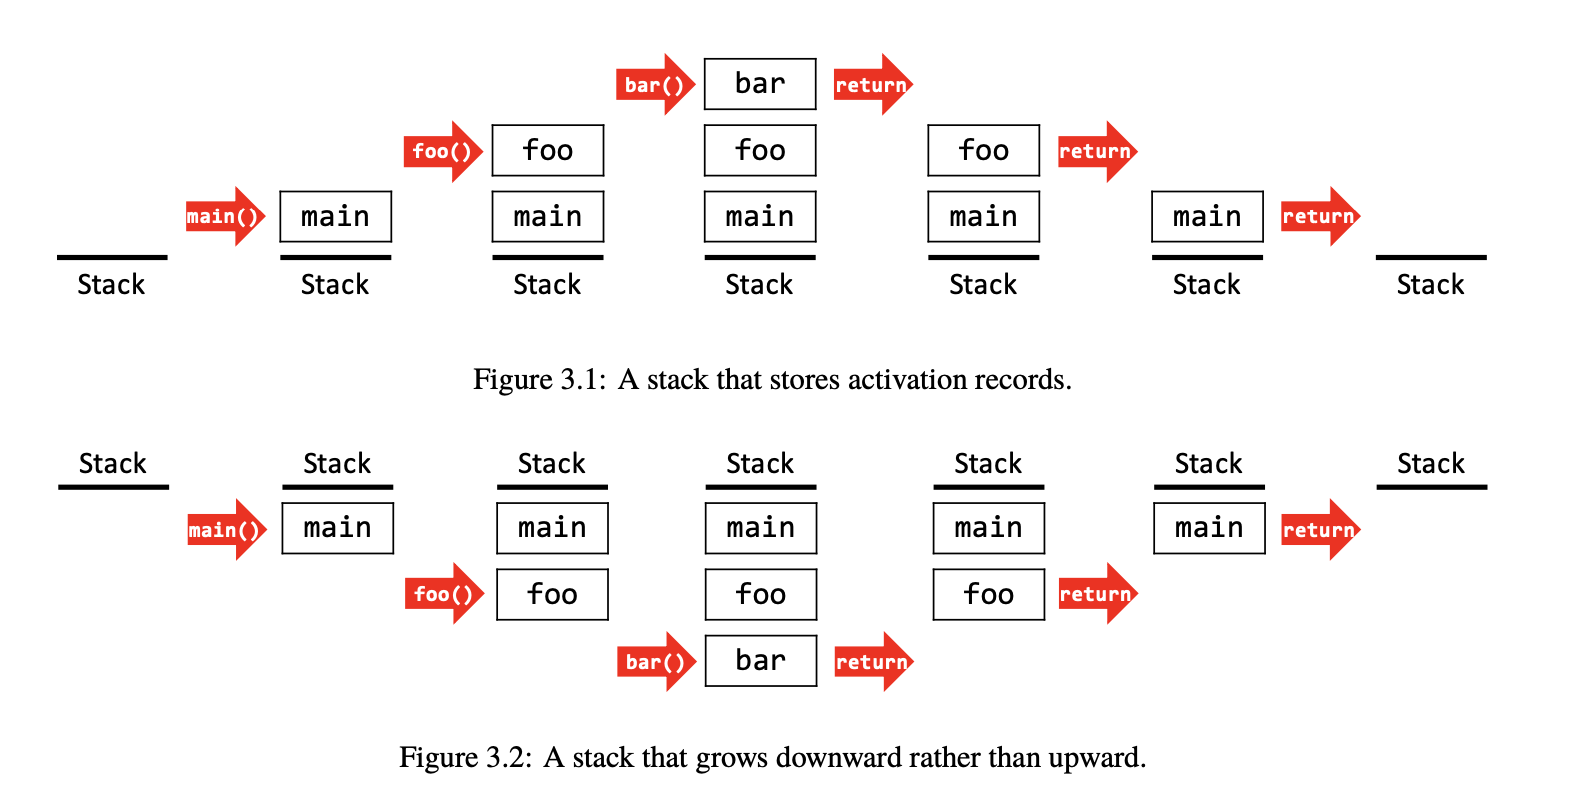 bar() bar return
foo() foo foo foo return
main() main main main main main return
Stack Stack Stack Stack Stack Stack Stack
Figure 3.1: A stack that stores activation records.
Stack Stack Stack Stack Stack Stack Stack
main() main main main main main return
foo() foo foo foo return
bar() bar return
Figure 3.2: A stack that grows downward rather than upward.